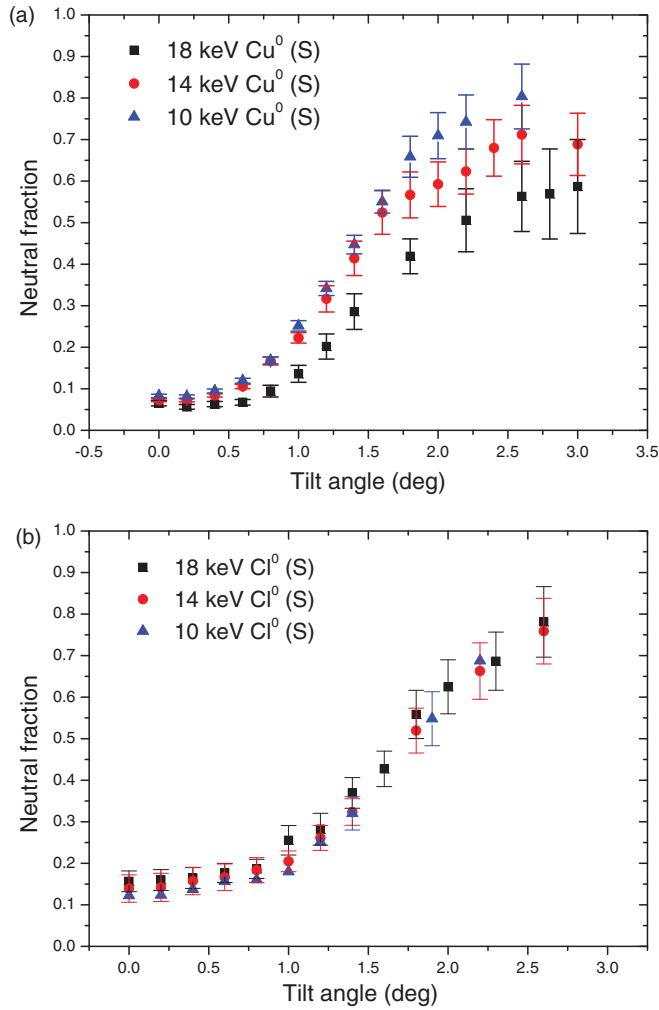 (a)
1.0
0.9
0.8
0.7
0.6
0.5
0.4
0.3
0.2
0.1
0.0
Neutral fraction
18 keV Cu⁰ (S)
14 keV Cu⁰ (S)
10 keV Cu⁰ (S)
-0.5 0.0 0.5 1.0 1.5 2.0 2.5 3.0 3.5
Tilt angle (deg)
(b)
1.0
0.9
0.8
0.7
0.6
0.5
0.4
0.3
0.2
0.1
0.0
Neutral fraction
18 keV Cl⁰ (S)
14 keV Cl⁰ (S)
10 keV Cl⁰ (S)
0.0 0.5 1.0 1.5 2.0 2.5 3.0
Tilt angle (deg)